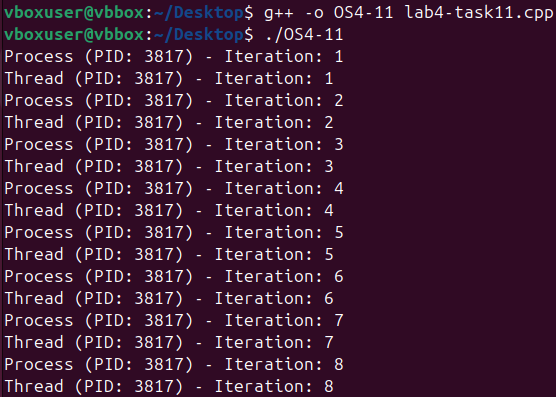 vboxuser@vbbox:~/Desktop$ g++ -o OS4-11 lab4-task11.cpp
vboxuser@vbbox:~/Desktop$ ./OS4-11
Process (PID: 3817) - Iteration: 1
Thread (PID: 3817) - Iteration: 1
Process (PID: 3817) - Iteration: 2
Thread (PID: 3817) - Iteration: 2
Process (PID: 3817) - Iteration: 3
Thread (PID: 3817) - Iteration: 3
Process (PID: 3817) - Iteration: 4
Thread (PID: 3817) - Iteration: 4
Process (PID: 3817) - Iteration: 5
Thread (PID: 3817) - Iteration: 5
Process (PID: 3817) - Iteration: 6
Thread (PID: 3817) - Iteration: 6
Process (PID: 3817) - Iteration: 7
Thread (PID: 3817) - Iteration: 7
Process (PID: 3817) - Iteration: 8
Thread (PID: 3817) - Iteration: 8